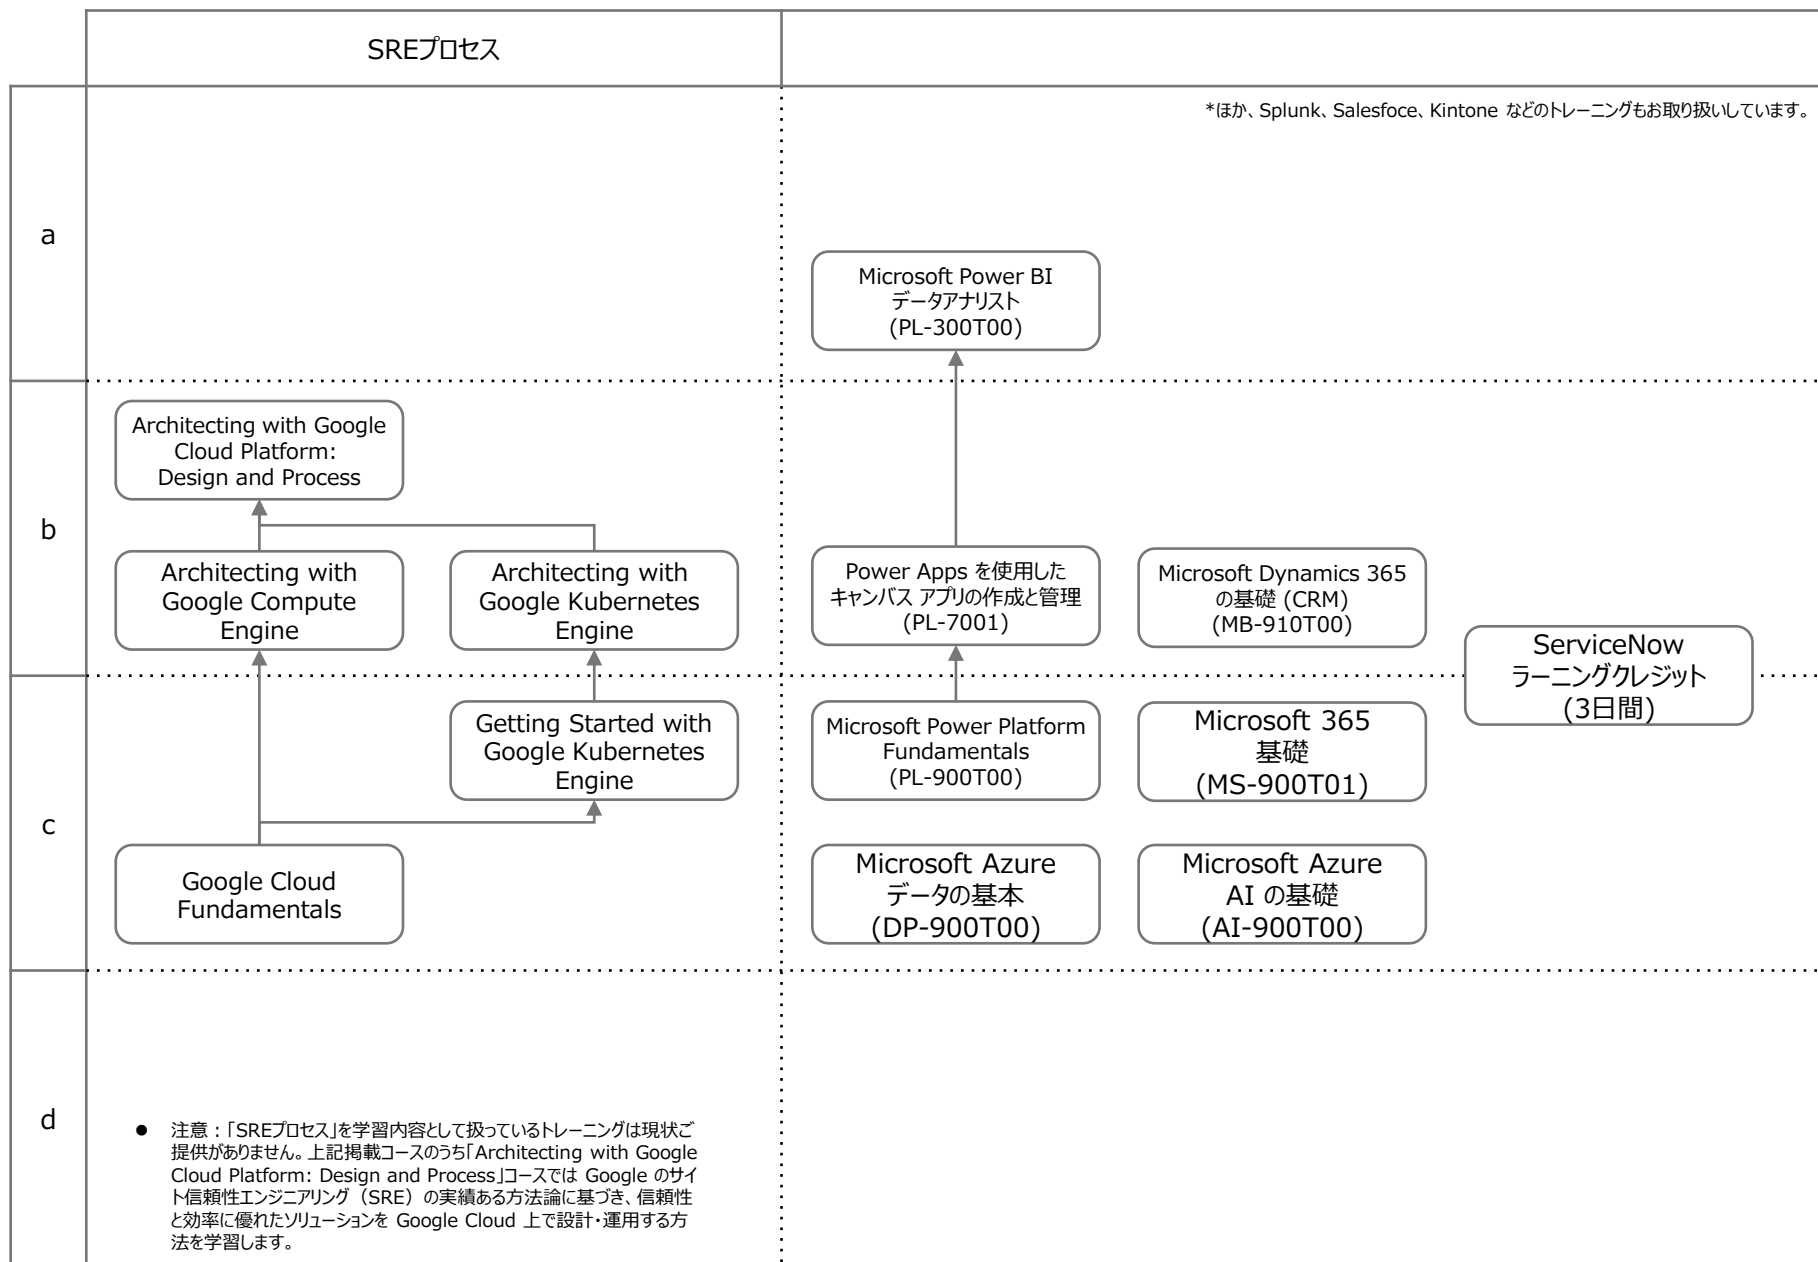 SREプロセス
*ほか、Splunk、Salesfoce、Kintone などのトレーニングもお取り扱いしています。
a
Microsoft Power BI
データアナリスト
(PL-300T00)
b
Architecting with Google
Cloud Platform:
Design and Process
Architecting with
Google Compute
Engine
Architecting with
Google Kubernetes
Engine
Power Apps を使用した
キャンバス アプリの作成と管理
(PL-7001)
Microsoft Dynamics 365
の基礎 (CRM)
(MB-910T00)
ServiceNow
ラーニングクレジット
(3日間)
c
Getting Started with
Google Kubernetes
Engine
Microsoft Power Platform
Fundamentals
(PL-900T00)
Microsoft 365
基礎
(MS-900T01)
Google Cloud
Fundamentals
Microsoft Azure
データの基本
(DP-900T00)
Microsoft Azure
AI の基礎
(AI-900T00)
d
● 注意：「SREプロセス」を学習内容として扱っているトレーニングは現状ご
提供がありません。上記掲載コースのうち「Architecting with Google
Cloud Platform: Design and Process」コースでは Google のサイ
ト信頼性エンジニアリング（SRE）の実績ある方法論に基づき、信頼性
と効率に優れたソリューションを Google Cloud 上で設計・運用する方
法を学習します。